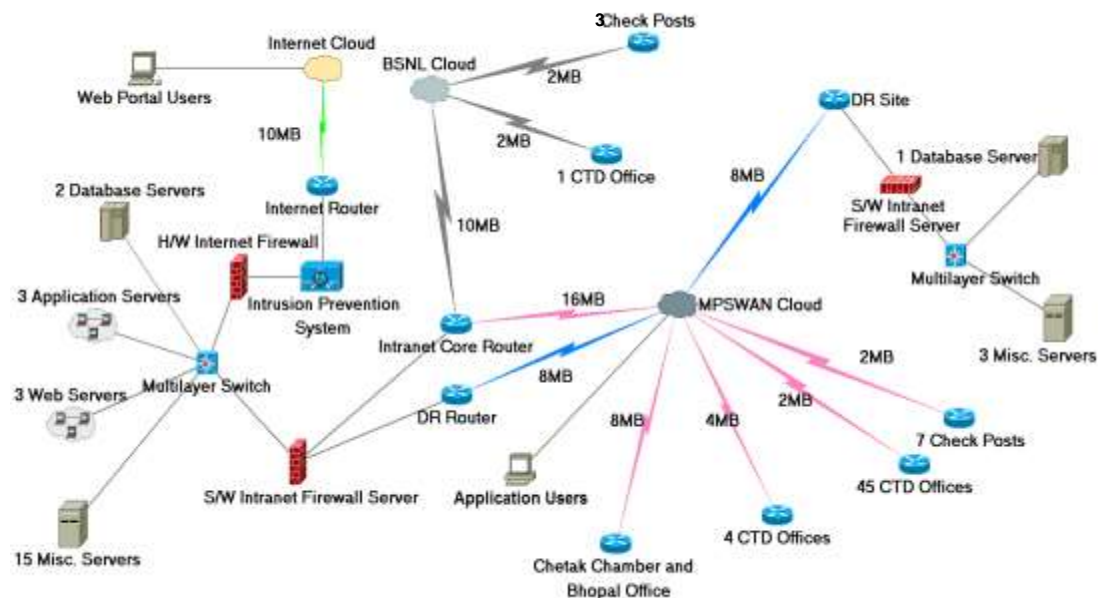 3 Check Posts
Internet Cloud
BSNL Cloud
2MB
Web Portal Users
DR Site
10MB
2MB
1 Database Server
2 Database Servers
1 CTD Office
8MB
Internet Router
S/W Intranet
Firewall Server
H/W Internet Firewall
10MB
3 Application Servers
Intrusion Prevention
System
Multilayer Switch
16MB
MPSWAN Cloud
Intranet Core Router
3 Misc. Servers
Multilayer Switch
8MB
2MB
3 Web Servers
2MB
DR Router
8MB
4MB
7 Check Posts
S/W Intranet Firewall Server
Application Users
45 CTD Offices
4 CTD Offices
15 Misc. Servers
Chetak Chamber and
Bhopal Office